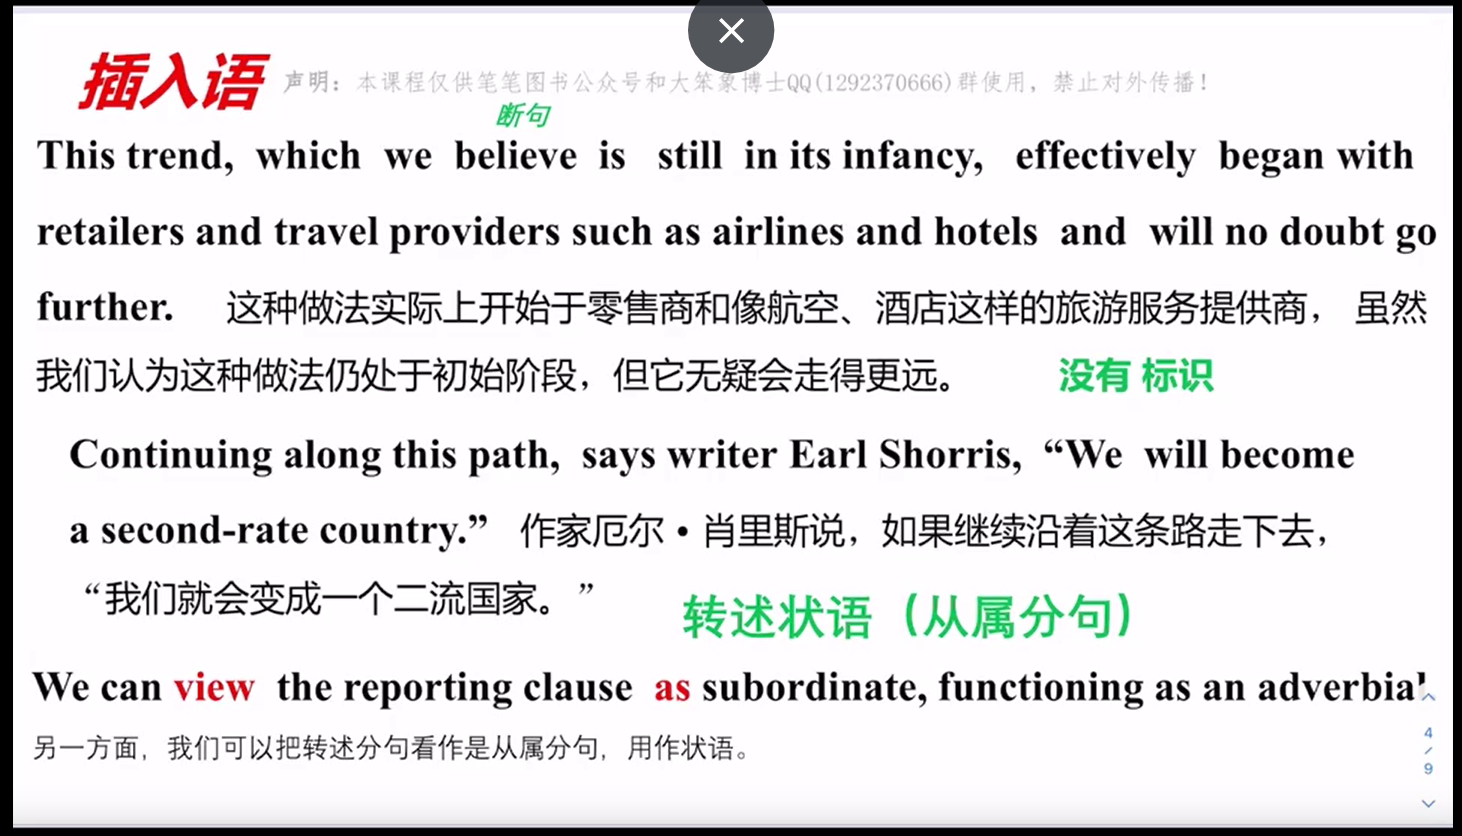 插入语 声明：本课程仅供笔笔图书公众号和大笨象博士QQ(1292370666)群使用，禁止对外传播！
断句
This trend, which we believe is still in its infancy, effectively began with
retailers and travel providers such as airlines and hotels and will no doubt go
further. 这种做法实际上开始于零售商和像航空、酒店这样的旅游服务提供商， 虽然
我们认为这种做法仍处于初始阶段，但它无疑会走得更远。 没有 标识
Continuing along this path, says writer Earl Shorris, “We will become
a second-rate country.” 作家厄尔•肖里斯说，如果继续沿着这条路走下去，
“我们就会变成一个二流国家。”
转述状语（从属分句）
We can view the reporting clause as subordinate, functioning as an adverbial
另一方面，我们可以把转述分句看作是从属分句，用作状语。
4
/
9